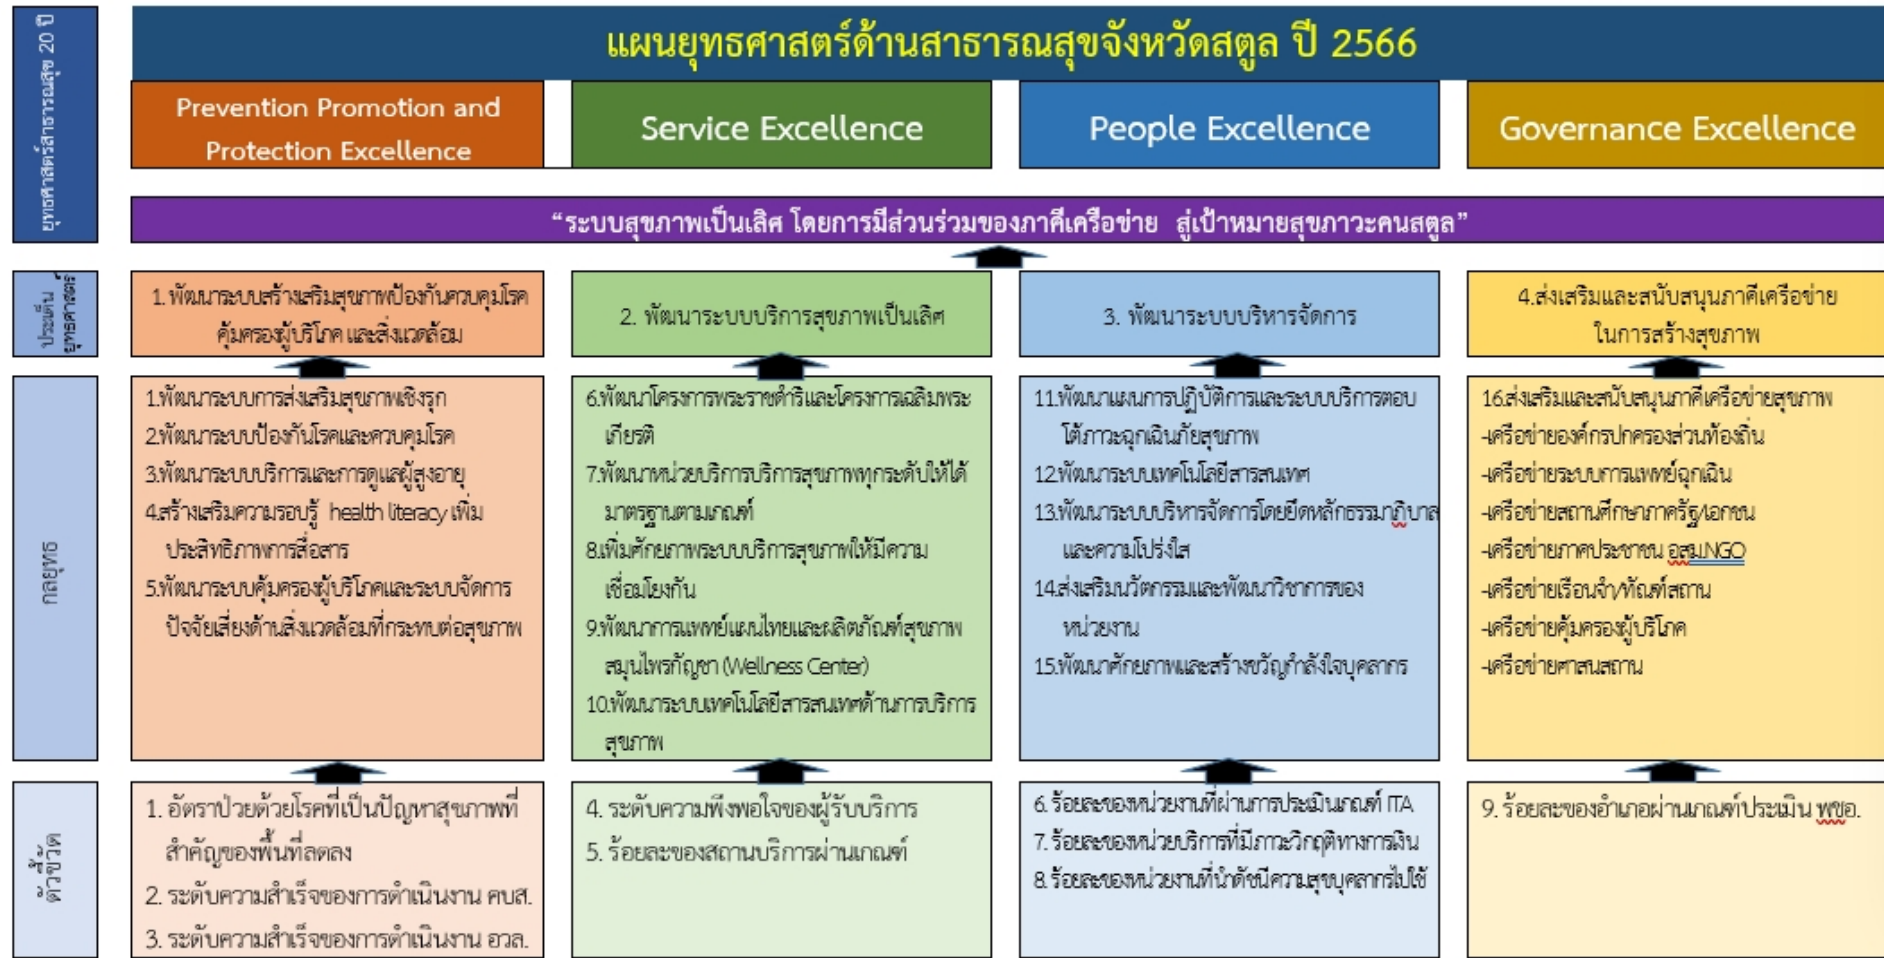 ยุทธศาสตร์สาธารณสุข 20 ปี
แผนยุทธศาสตร์ด้านสาธารณสุขจังหวัดสตูล ปี 2566
Prevention Promotion and
Protection Excellence
Service Excellence
People Excellence
Governance Excellence
“ระบบสุขภาพเป็นเลิศ โดยการมีส่วนร่วมของภาคีเครือข่าย สู่เป้าหมายสุขภาวะคนสตูล”
ประเด็น
ยุทธศาสตร์
1. พัฒนาระบบสร้างเสริมสุขภาพป้องกันควบคุมโรค
คุ้มครองผู้บริโภค และสิ่งแวดล้อม
2. พัฒนาระบบบริการสุขภาพเป็นเลิศ
3. พัฒนาระบบบริหารจัดการ
4.ส่งเสริมและสนับสนุนภาคีเครือข่าย
ในการสร้างสุขภาพ
กลยุทธ
1.พัฒนาระบบการส่งเสริมสุขภาพเชิงรุก
2.พัฒนาระบบป้องกันโรคและควบคุมโรค
3.พัฒนาระบบบริการและการดูแลผู้สูงอายุ
4.สร้างเสริมความรอบรู้ health literacy เพิ่ม
ประสิทธิภาพการสื่อสาร
5.พัฒนาระบบคุ้มครองผู้บริโภคและระบบจัดการ
ปัจจัยเสี่ยงด้านสิ่งแวดล้อมที่กระทบต่อสุขภาพ
6.พัฒนาโครงการพระราชดำริและโครงการเฉลิมพระ
เกียรติ
7.พัฒนาหน่วยบริการบริการสุขภาพทุกระดับให้ได้
มาตรฐานตามเกณฑ์
8.เพิ่มศักยภาพระบบบริการสุขภาพให้มีความ
เชื่อมโยงกัน
9.พัฒนาการแพทย์แผนไทยและผลิตภัณฑ์สุขภาพ
สมุนไพรกัญชา (Wellness Center)
10.พัฒนาระบบเทคโนโลยีสารสนเทศด้านการบริการ
สุขภาพ
11.พัฒนาแผนการปฏิบัติการและระบบบริการตอบ
โต้ภาวะฉุกเฉินภัยสุขภาพ
12.พัฒนาระบบเทคโนโลยีสารสนเทศ
13.พัฒนาระบบบริหารจัดการโดยยึดหลักธรรมาภิบาล
และความโปร่งใส
14.ส่งเสริมนวัตกรรมและพัฒนาวิชาการของ
หน่วยงาน
15.พัฒนาศักยภาพและสร้างขวัญกำลังใจบุคลากร
16.ส่งเสริมและสนับสนุนภาคีเครือข่ายสุขภาพ
-เครือข่ายองค์กรปกครองส่วนท้องถิ่น
-เครือข่ายระบบการแพทย์ฉุกเฉิน
-เครือข่ายสถานศึกษาภาครัฐ/เอกชน
-เครือข่ายภาคประชาชน อสม.NGO
-เครือข่ายเรือนจำ/ทัณฑ์สถาน
-เครือข่ายคุ้มครองผู้บริโภค
-เครือข่ายศาสนสถาน
ตัวชี้วัด
1. อัตราป่วยด้วยโรคที่เป็นปัญหาสุขภาพที่
สำคัญของพื้นที่ลดลง
2. ระดับความสำเร็จของการดำเนินงาน คบส.
3. ระดับความสำเร็จของการดำเนินงาน อวล.
4. ระดับความพึงพอใจของผู้รับบริการ
5. ร้อยละของสถานบริการผ่านเกณฑ์
6. ร้อยละของหน่วยงานที่ผ่านการประเมินเกณฑ์ ITA
7. ร้อยละของหน่วยบริการที่มีภาวะวิกฤติทางการเงิน
8. ร้อยละของหน่วยงานที่นำดัชนีความสุขบุคลากรไปใช้
9. ร้อยละของอำเภอผ่านเกณฑ์ประเมิน พชอ.